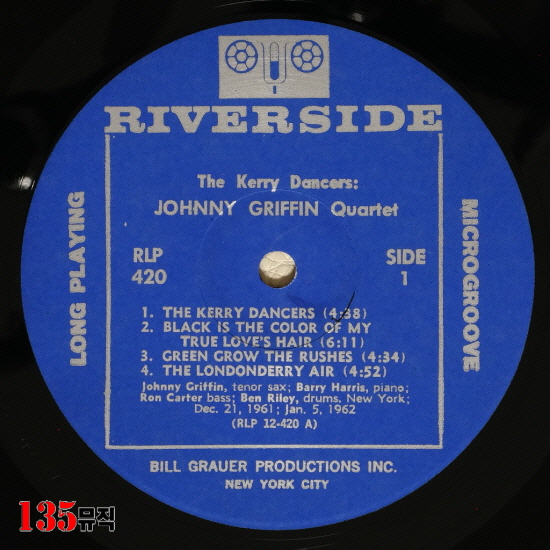 RIVERSIDE
The Kerry Dancers:
JOHNNY GRIFFIN Quartet
RLP
420
SIDE
1
LONG PLAYING
MICROGROOVE
1. THE KERRY DANCERS (4:38)
2. BLACK IS THE COLOR OF MY
TRUE LOVE'S HAIR (6:11)
3. GREEN GROW THE RUSHES (4:34)
4. THE LONDONDERRY AIR (4:52)
Johnny Griffin, tenor sax; Barry Harris, piano;
Ron Carter bass; Ben Riley, drums. New York;
Dec. 21, 1961; Jan. 5, 1962
(RLP 12-420 A)
BILL GRAUER PRODUCTIONS INC.
NEW YORK CITY
135뮤직